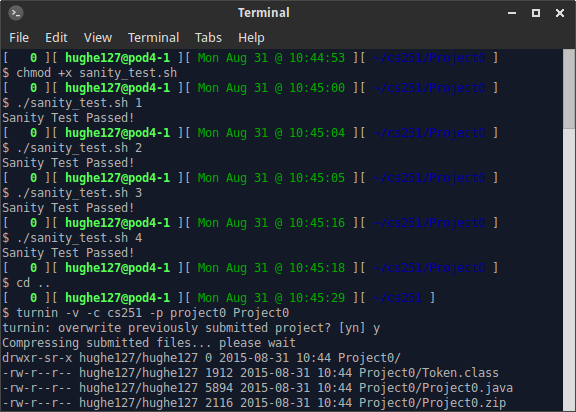 Terminal
File Edit View Terminal Tabs Help
[   0 ][ hughe127@pod4-1 ][ Mon Aug 31 @ 10:44:53 ][ ~/cs251/Project0 ]
$ chmod +x sanity_test.sh
[   0 ][ hughe127@pod4-1 ][ Mon Aug 31 @ 10:45:00 ][ ~/cs251/Project0 ]
$ ./sanity_test.sh 1
Sanity Test Passed!
[   0 ][ hughe127@pod4-1 ][ Mon Aug 31 @ 10:45:04 ][ ~/cs251/Project0 ]
$ ./sanity_test.sh 2
Sanity Test Passed!
[   0 ][ hughe127@pod4-1 ][ Mon Aug 31 @ 10:45:05 ][ ~/cs251/Project0 ]
$ ./sanity_test.sh 3
Sanity Test Passed!
[   0 ][ hughe127@pod4-1 ][ Mon Aug 31 @ 10:45:16 ][ ~/cs251/Project0 ]
$ ./sanity_test.sh 4
Sanity Test Passed!
[   0 ][ hughe127@pod4-1 ][ Mon Aug 31 @ 10:45:18 ][ ~/cs251/Project0 ]
$ cd ..
[   0 ][ hughe127@pod4-1 ][ Mon Aug 31 @ 10:45:29 ][ ~/cs251 ]
$ turnin -v -c cs251 -p project0 Project0
turnin: overwrite previously submitted project? [yn] y
Compressing submitted files... please wait
drwxr-sr-x hughe127/hughe127 0 2015-08-31 10:44 Project0/
-rw-r--r-- hughe127/hughe127 1912 2015-08-31 10:44 Project0/Token.class
-rw-r--r-- hughe127/hughe127 5894 2015-08-31 10:44 Project0/Project0.java
-rw-r--r-- hughe127/hughe127 2116 2015-08-31 10:44 Project0/Project0.zip